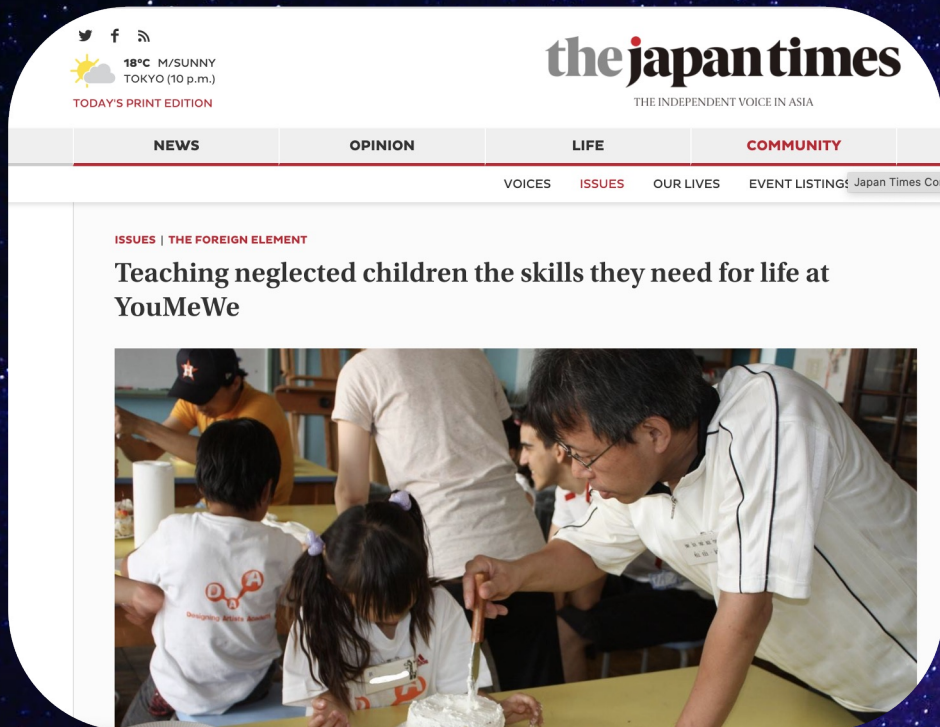 18°C M/SUNNY
TOKYO (10 p.m.)
TODAY'S PRINT EDITION
the japan times
THE INDEPENDENT VOICE IN ASIA
NEWS OPINION LIFE COMMUNITY
VOICES ISSUES OUR LIVES EVENT LISTINGS Japan Times Co
ISSUES | THE FOREIGN ELEMENT
Teaching neglected children the skills they need for life at
YouMeWe
H
DAA
Designing Artists